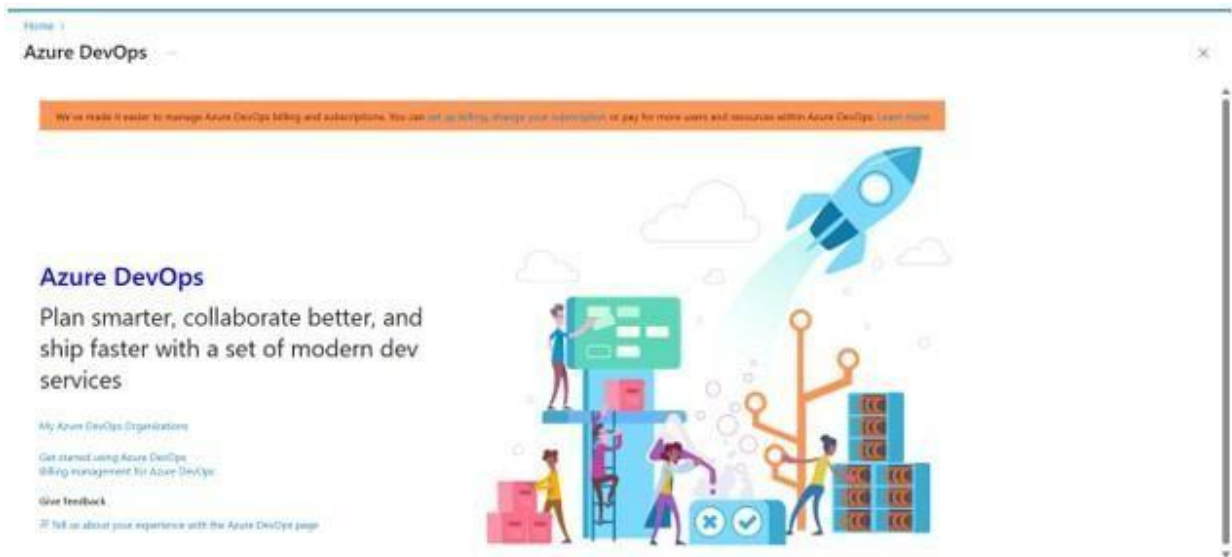 Home >
Azure DevOps
We've made it easier to manage Azure DevOps billing and subscriptions. You can set up billing, change your subscription or pay for more users and resources within Azure DevOps. Learn more
Azure DevOps
Plan smarter, collaborate better, and
ship faster with a set of modern dev
services
My Azure DevOps Organizations
Get started using Azure DevOps
Billing management for Azure DevOps
Give feedback
Tell us about your experience with the Azure DevOps page